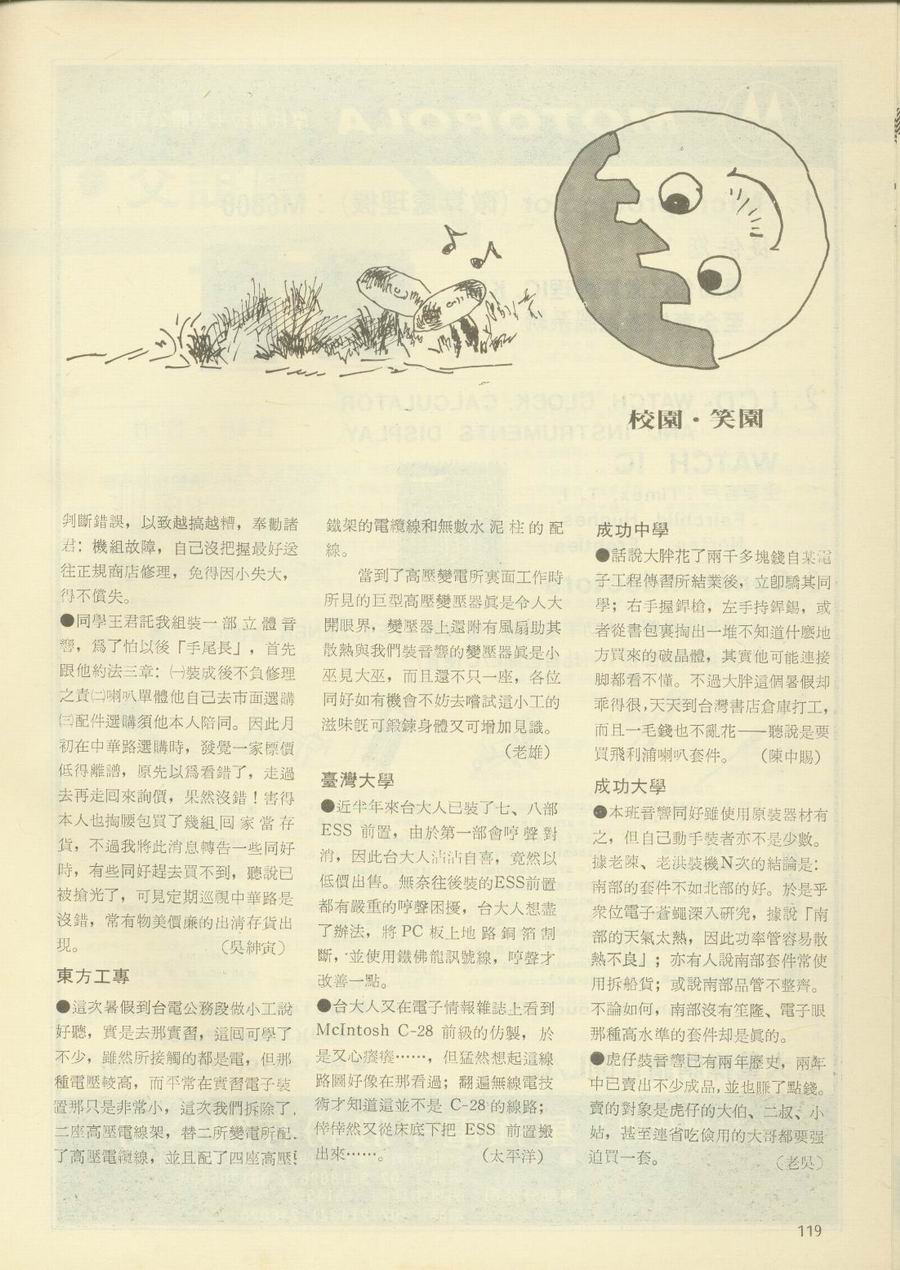 校園・笑園
判斷錯誤，以致越搞越糟，奉勸諸
君：機組故障，自己沒把握最好送
往正規商店修理，免得因小失大，
得不償失。
●同學王君託我組裝一部立體音
響，爲了怕以後「手尾長」，首先
跟他約法三章：㈠裝成後不負修理
之責㈡喇叭單體他自己去市面選購
㈢配件選購須他本人陪同。因此月
初在中華路選購時，發覺一家標價
低得離譜，原先以爲看錯了，走過
去再走囘來詢價，果然沒錯！害得
本人也掏腰包買了幾組囘家當存
貨，不過我將此消息轉告一些同好
時，有些同好趕去買不到，聽說已
被搶光了，可見定期巡視中華路是
沒錯，常有物美價廉的出清存貨出
現。　（吳紳寅）
東方工專
●這次暑假到台電公務段做小工說
好聽，實是去那實習，這囘可學了
不少，雖然所接觸的都是電，但那
種電壓較高，而平常在實習電子裝
置那只是非常小，這次我們拆除了
二座高壓電線架，替二所變電所配
了高壓電纜線，並且配了四座高壓
鐵架的電纜線和無數水泥柱的配
線。
當到了高壓變電所裏面工作時
所見的巨型高壓變壓器眞是令人大
開眼界，變壓器上還附有風扇助其
散熱與我們裝音響的變壓器眞是小
巫見大巫，而且還不只一座，各位
同好如有機會不妨去嚐試這小工的
滋味旣可鍛鍊身體又可增加見識。
（老雄）
臺灣大學
●近半年來台大人已裝了七、八部
ESS 前置，由於第一部會哼聲對
消，因此台大人沾沾自喜，竟然以
低價出售。無奈往後裝的ESS前置
都有嚴重的哼聲困擾，台大人想盡
了辦法，將 PC 板上地路銅箔割
斷，並使用鐵佛龍訊號線，哼聲才
改善一點。
●台大人又在電子情報雜誌上看到
McIntosh C-28 前級的仿製，於
是又心癢癢……，但猛然想起這線
路圖好像在那看過；翻遍無線電技
術才知道這並不是 C-28 的線路；
悻悻然又從床底下把 ESS 前置搬
出來……。　（太平洋）
成功中學
●話說大胖花了兩千多塊錢自某電
子工程傳習所結業後，立卽驕其同
學；右手握銲槍，左手持銲錫，或
者從書包裏掏出一堆不知道什麼地
方買來的破晶體，其實他可能連接
脚都看不懂。不過大胖這個暑假却
乖得很，天天到台灣書店倉庫打工，
而且一毛錢也不亂花——聽說是要
買飛利浦喇叭套件。　（陳中賜）
成功大學
●本班音響同好雖使用原裝器材有
之，但自己動手裝者亦不是少數。
據老陳、老洪裝機N次的結論是：
南部的套件不如北部的好。於是乎
衆位電子蒼蠅深入研究，據說「南
部的天氣太熱，因此功率管容易散
熱不良」；亦有人說南部套件常使
用拆船貨；或說南部品管不整齊。
不論如何，南部沒有笙隆、電子眼
那種高水準的套件却是眞的。
●虎仔裝音響已有兩年歷史，兩年
中已賣出不少成品，並也賺了點錢。
賣的對象是虎仔的大伯、二叔、小
姑，甚至連省吃儉用的大哥都要强
迫買一套。　（老吳）
119